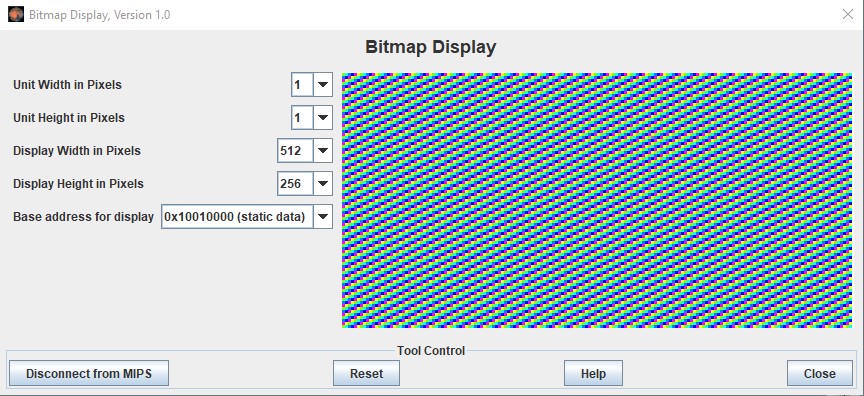 Bitmap Display, Version 1.0
Bitmap Display
Unit Width in Pixels 1
Unit Height in Pixels 1
Display Width in Pixels 512
Display Height in Pixels 256
Base address for display 0x10010000 (static data)
Tool Control
Disconnect from MIPS Reset Help Close